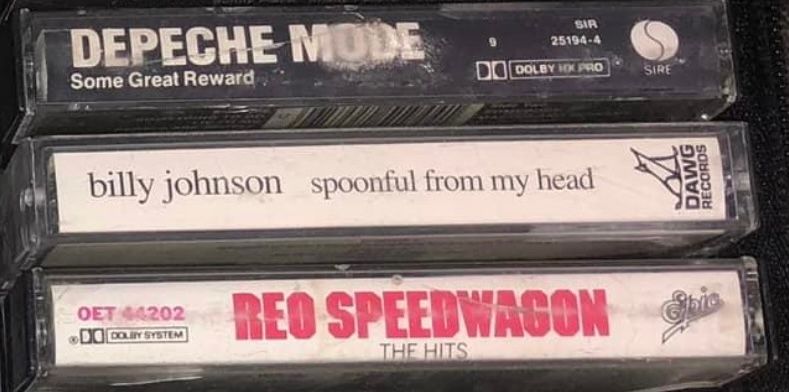 DEPECHE MODE
Some Great Reward
9
SIR
25194-4
DOLBY HX PRO
SIRE
billy johnson spoonful from my head
DAWG
RECORDS
OET 44202
DOLBY SYSTEM
REO SPEEDWAGON
THE HITS
Epic